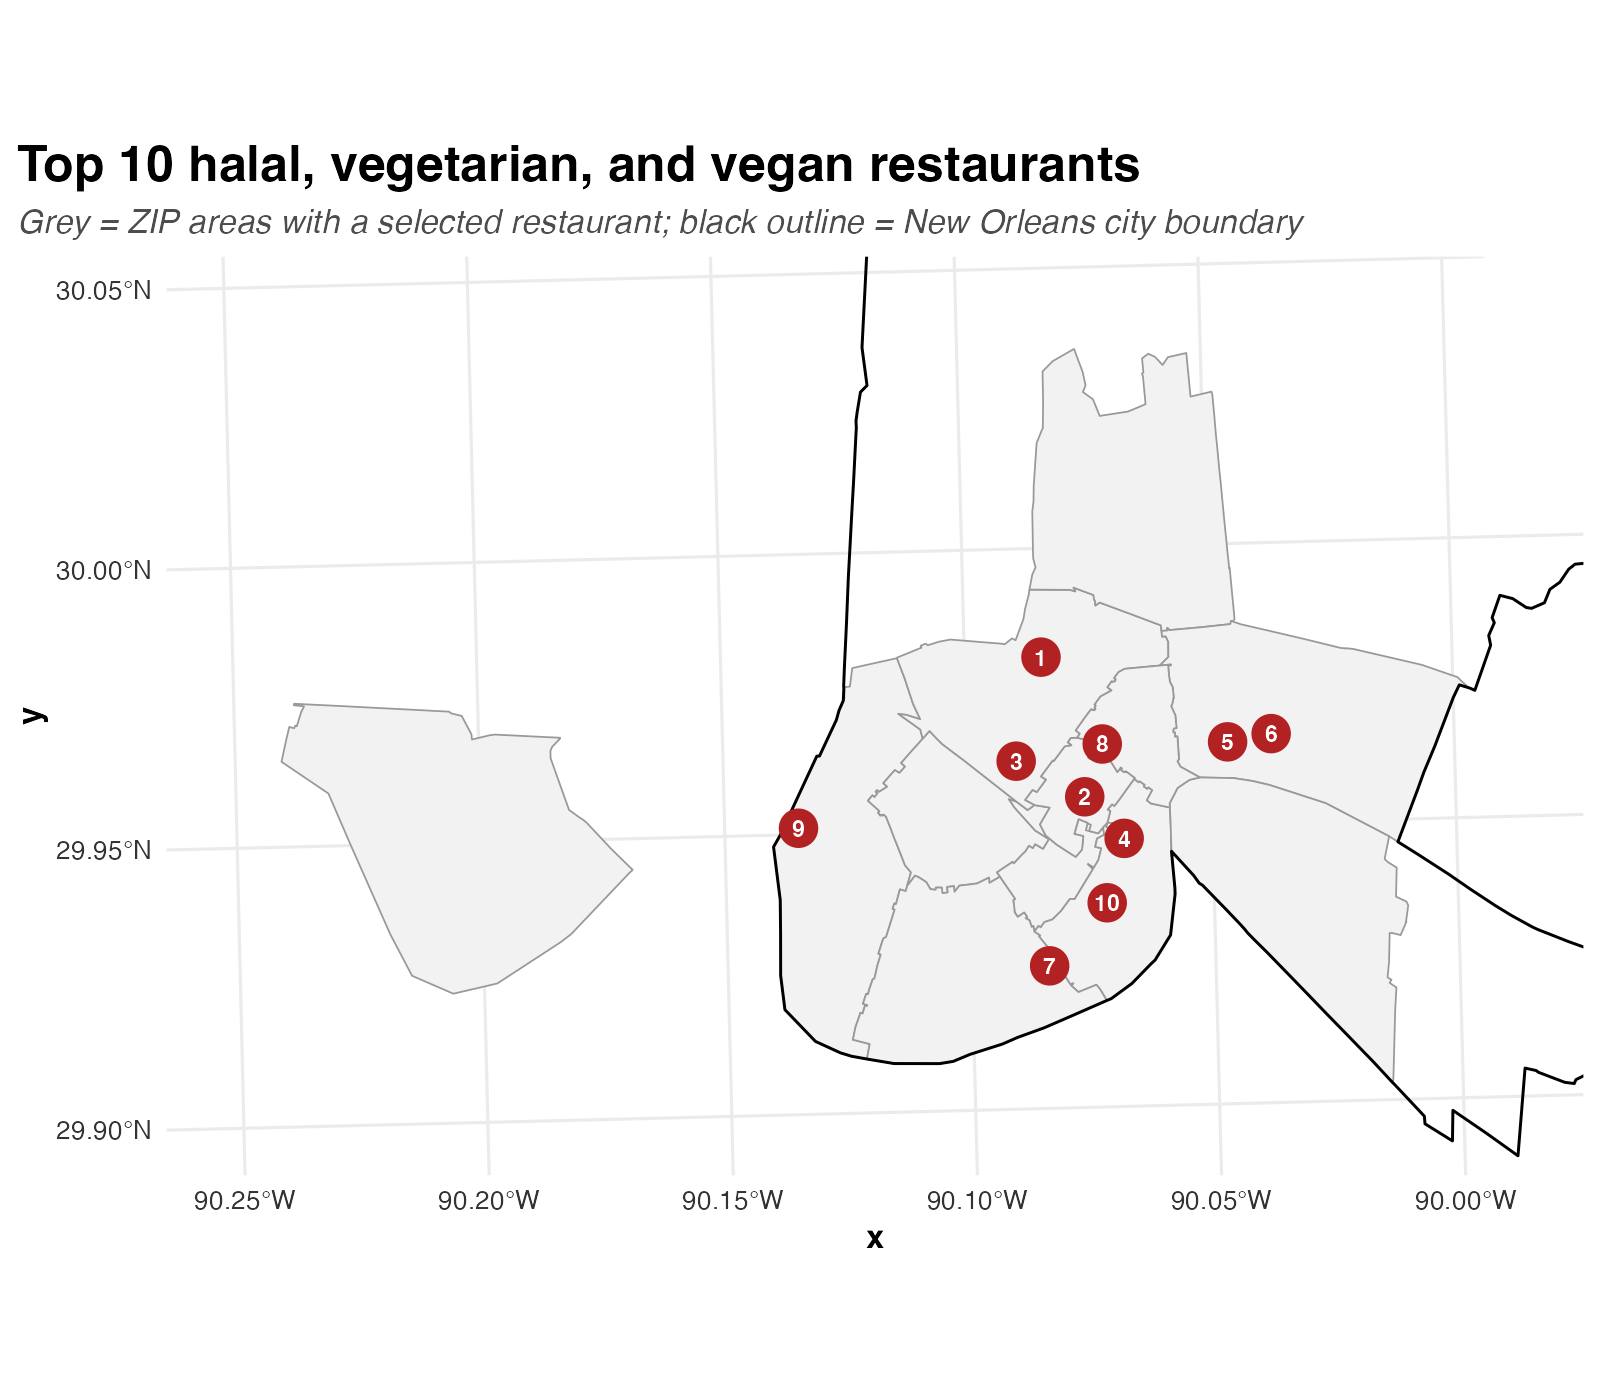 Top 10 halal, vegetarian, and vegan restaurants
Grey = ZIP areas with a selected restaurant; black outline = New Orleans city boundary
30.05°N
30.00°N
29.95°N
29.90°N
y
1
8
5
6
3
2
9
4
10
7
90.25°W
90.20°W
90.15°W
90.10°W
90.05°W
90.00°W
x